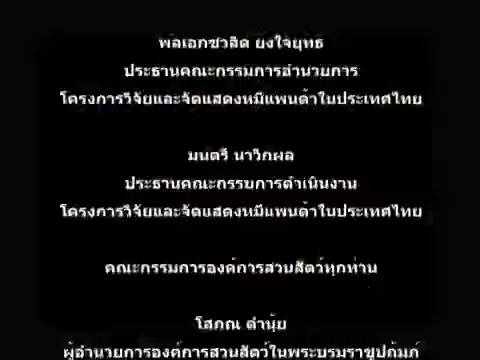 พลเอกชวลิต ยงใจยุทธ
ประธานคณะกรรมการอำนวยการ
โครงการวิจัยและจัดแสดงหมีแพนด้าในประเทศไทย
มนตรี นาวิกผล
ประธานคณะกรรมการดำเนินงาน
โครงการวิจัยและจัดแสดงหมีแพนด้าในประเทศไทย
คณะกรรมการองค์การสวนสัตว์ทุกท่าน
โสภณ ดำนุ้ย
ผู้อำนวยการองค์การสวนสัตว์ในพระบรมราชูปถัมภ์